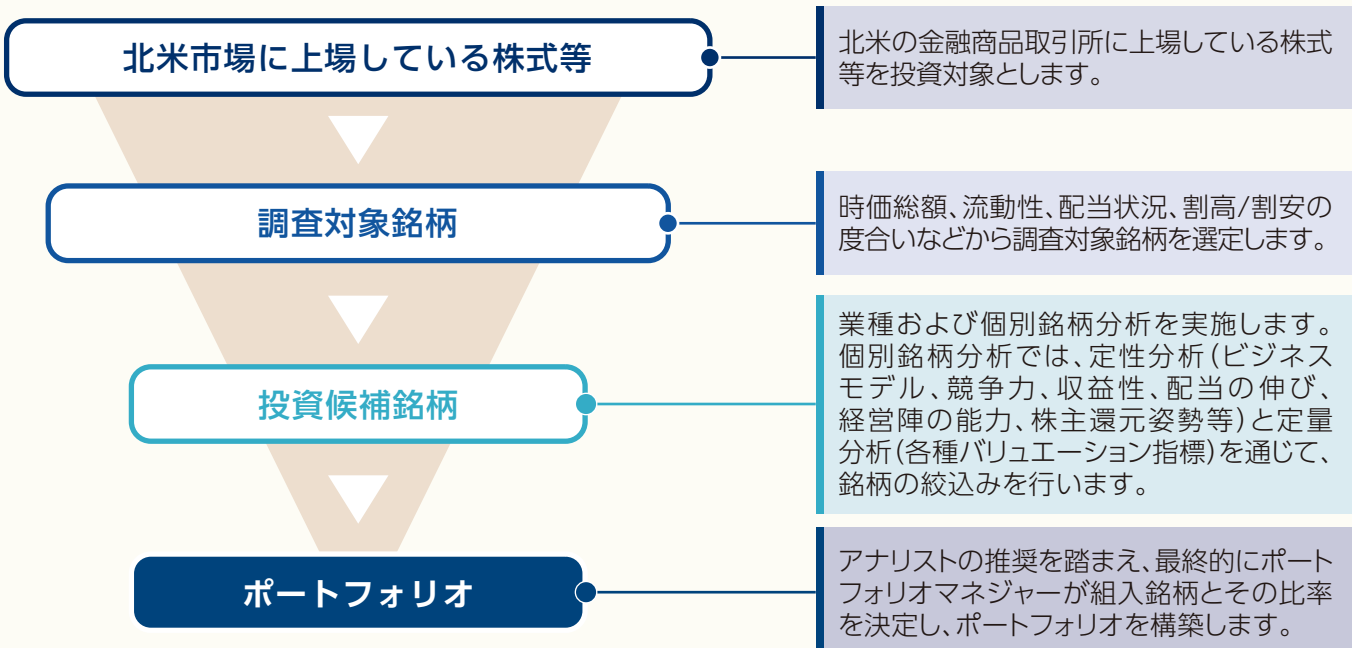 北米市場に上場している株式等
北米の金融商品取引所に上場している株式
等を投資対象とします。
調査対象銘柄
時価総額、流動性、配当状況、割高/割安の
度合いなどから調査対象銘柄を選定します。
投資候補銘柄
業種および個別銘柄分析を実施します。
個別銘柄分析では、定性分析(ビジネス
モデル、競争力、収益性、配当の伸び、
経営陣の能力、株主還元姿勢等)と定量
分析(各種バリュエーション指標)を通じて、
銘柄の絞込みを行います。
ポートフォリオ
アナリストの推奨を踏まえ、最終的にポート
フォリオマネジャーが組入銘柄とその比率
を決定し、ポートフォリオを構築します。